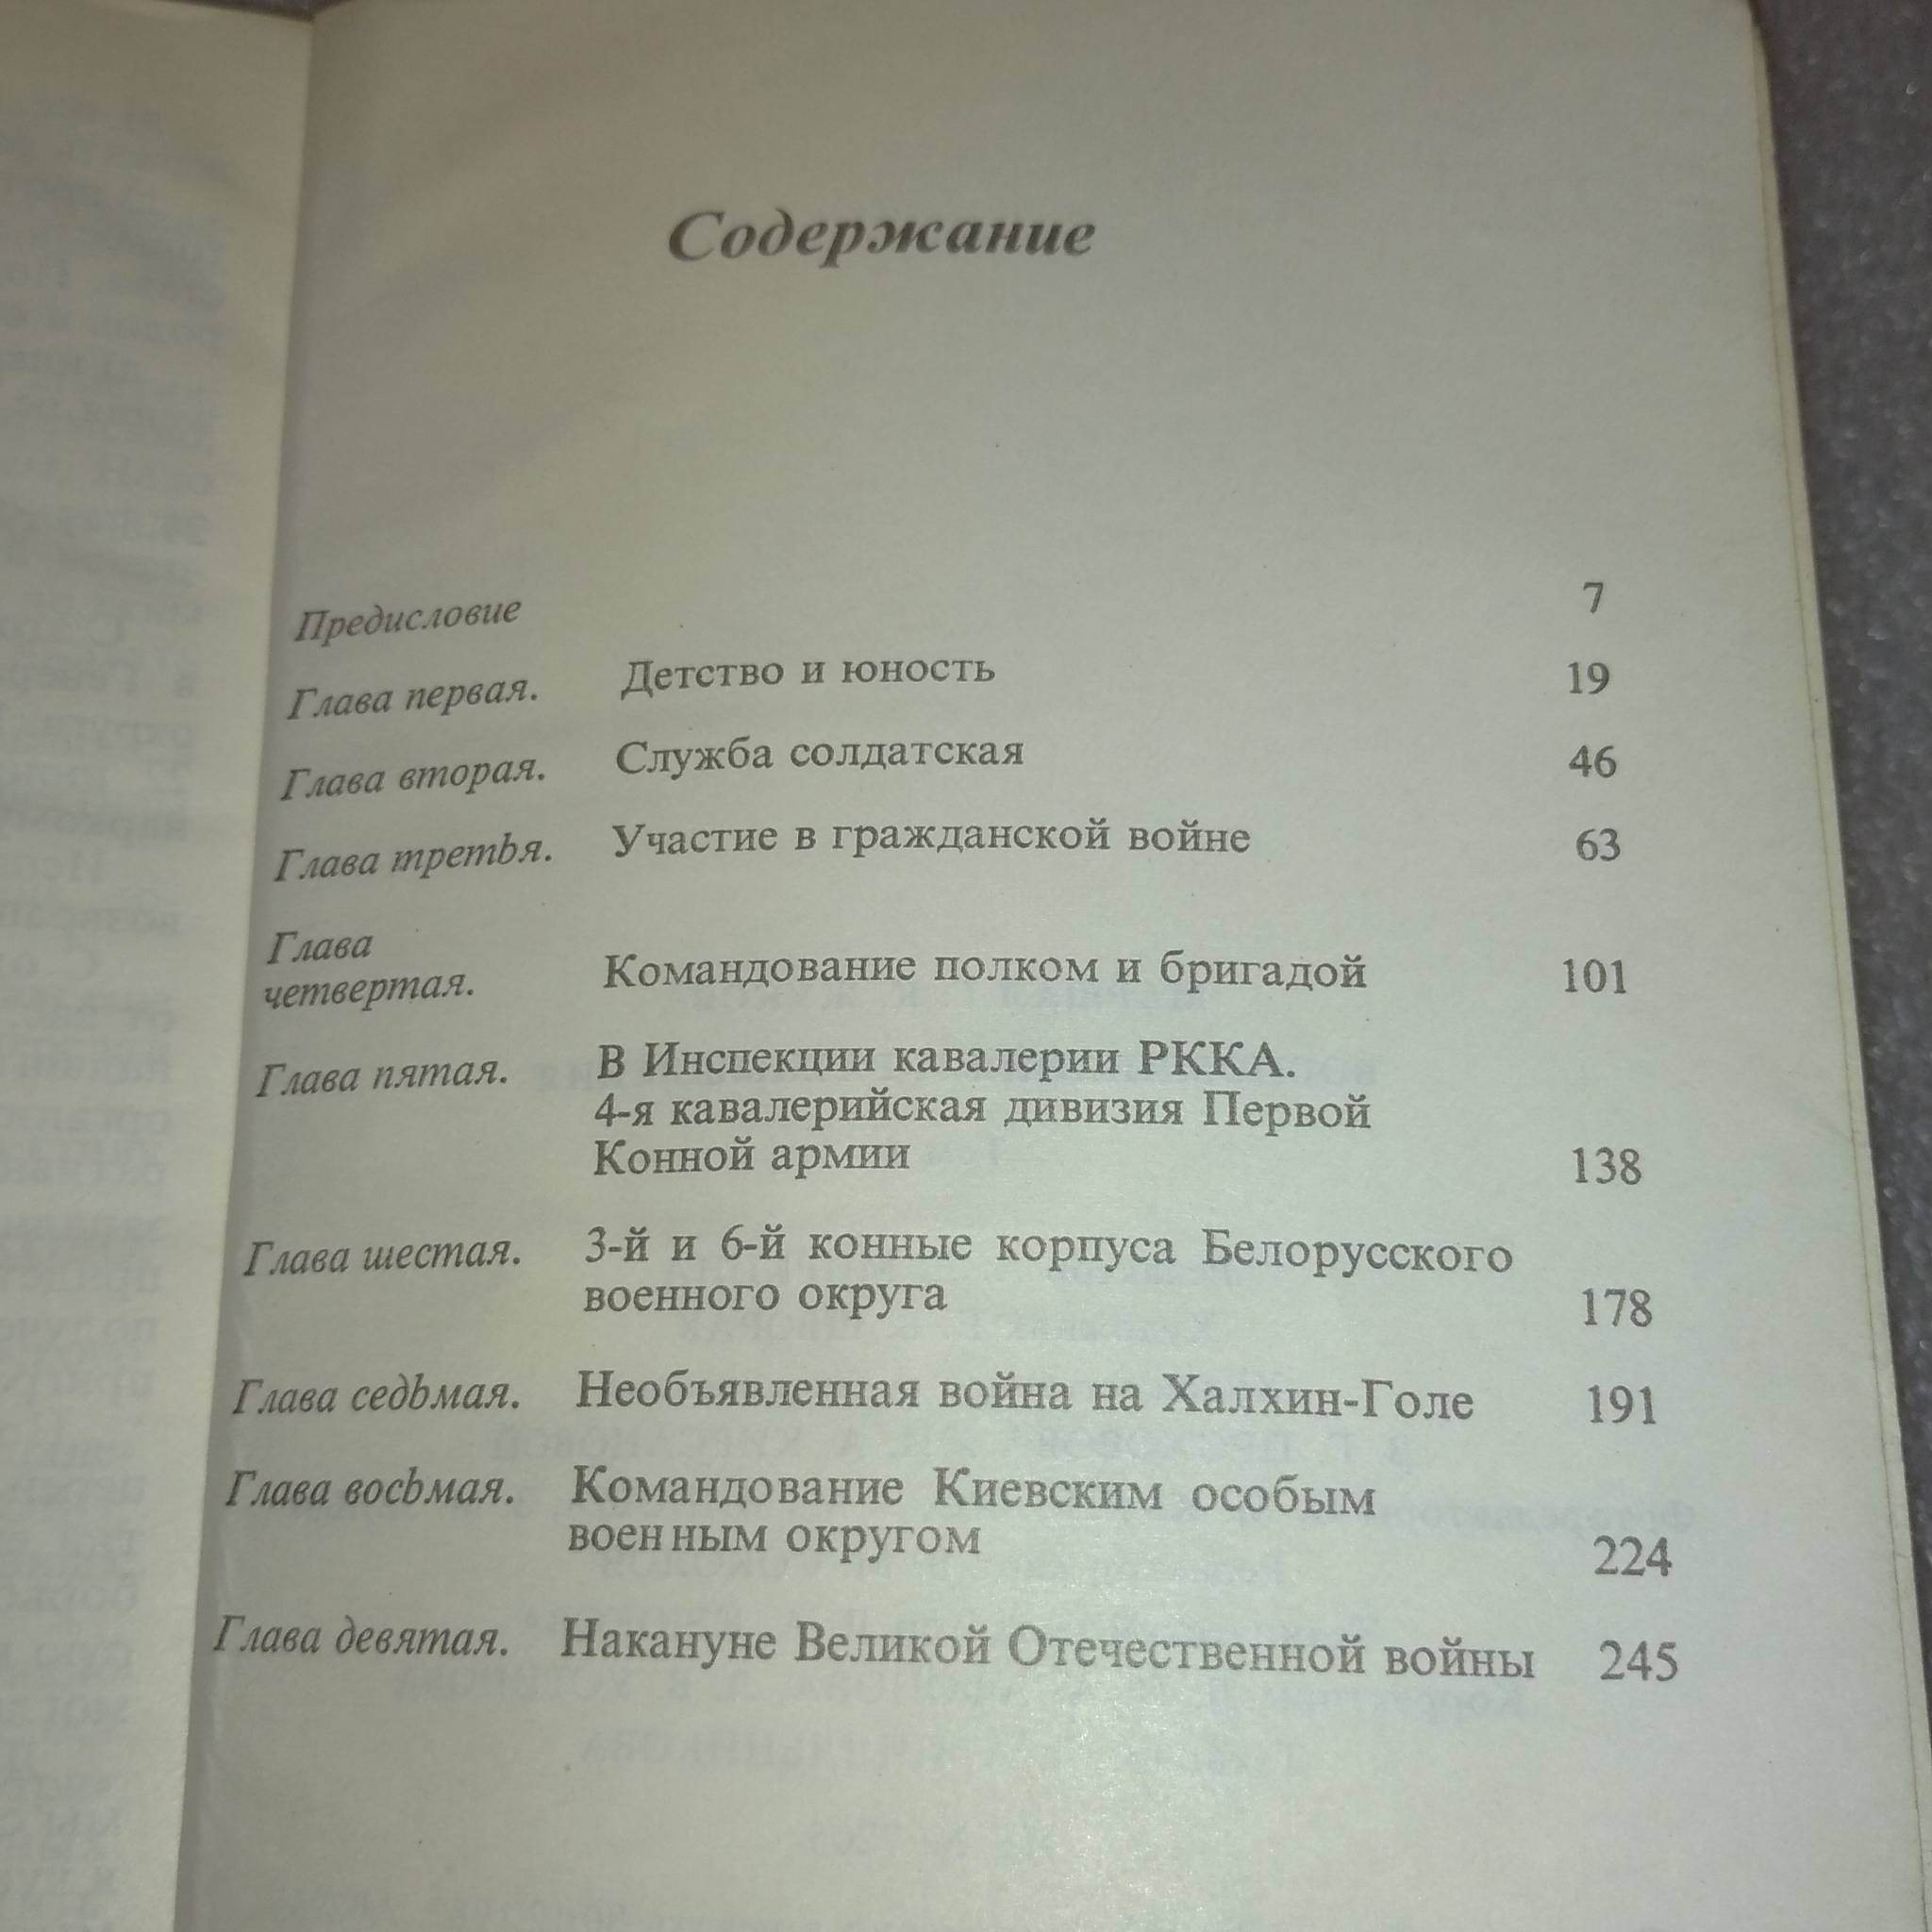 Содержание
Предисловие 7
Глава первая. Детство и юность 19
Глава вторая. Служба солдатская 46
Глава третья. Участие в гражданской войне 63
Глава
четвертая. Командование полком и бригадой 101
Глава пятая. В Инспекции кавалерии РККА.
4-я кавалерийская дивизия Первой
Конной армии 138
Глава шестая. 3-й и 6-й конные корпуса Белорусского
военного округа 178
Глава седьмая. Необъявленная война на Халхин-Голе 191
Глава восьмая. Командование Киевским особым
военным округом 224
Глава девятая. Накануне Великой Отечественной войны 245